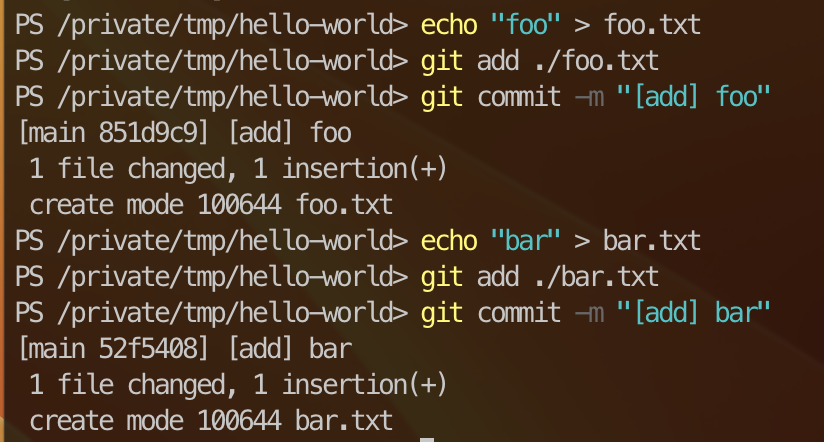 PS /private/tmp/hello-world> echo "foo" > foo.txt
PS /private/tmp/hello-world> git add ./foo.txt
PS /private/tmp/hello-world> git commit -m "[add] foo"
[main 851d9c9] [add] foo
 1 file changed, 1 insertion(+)
 create mode 100644 foo.txt
PS /private/tmp/hello-world> echo "bar" > bar.txt
PS /private/tmp/hello-world> git add ./bar.txt
PS /private/tmp/hello-world> git commit -m "[add] bar"
[main 52f5408] [add] bar
 1 file changed, 1 insertion(+)
 create mode 100644 bar.txt